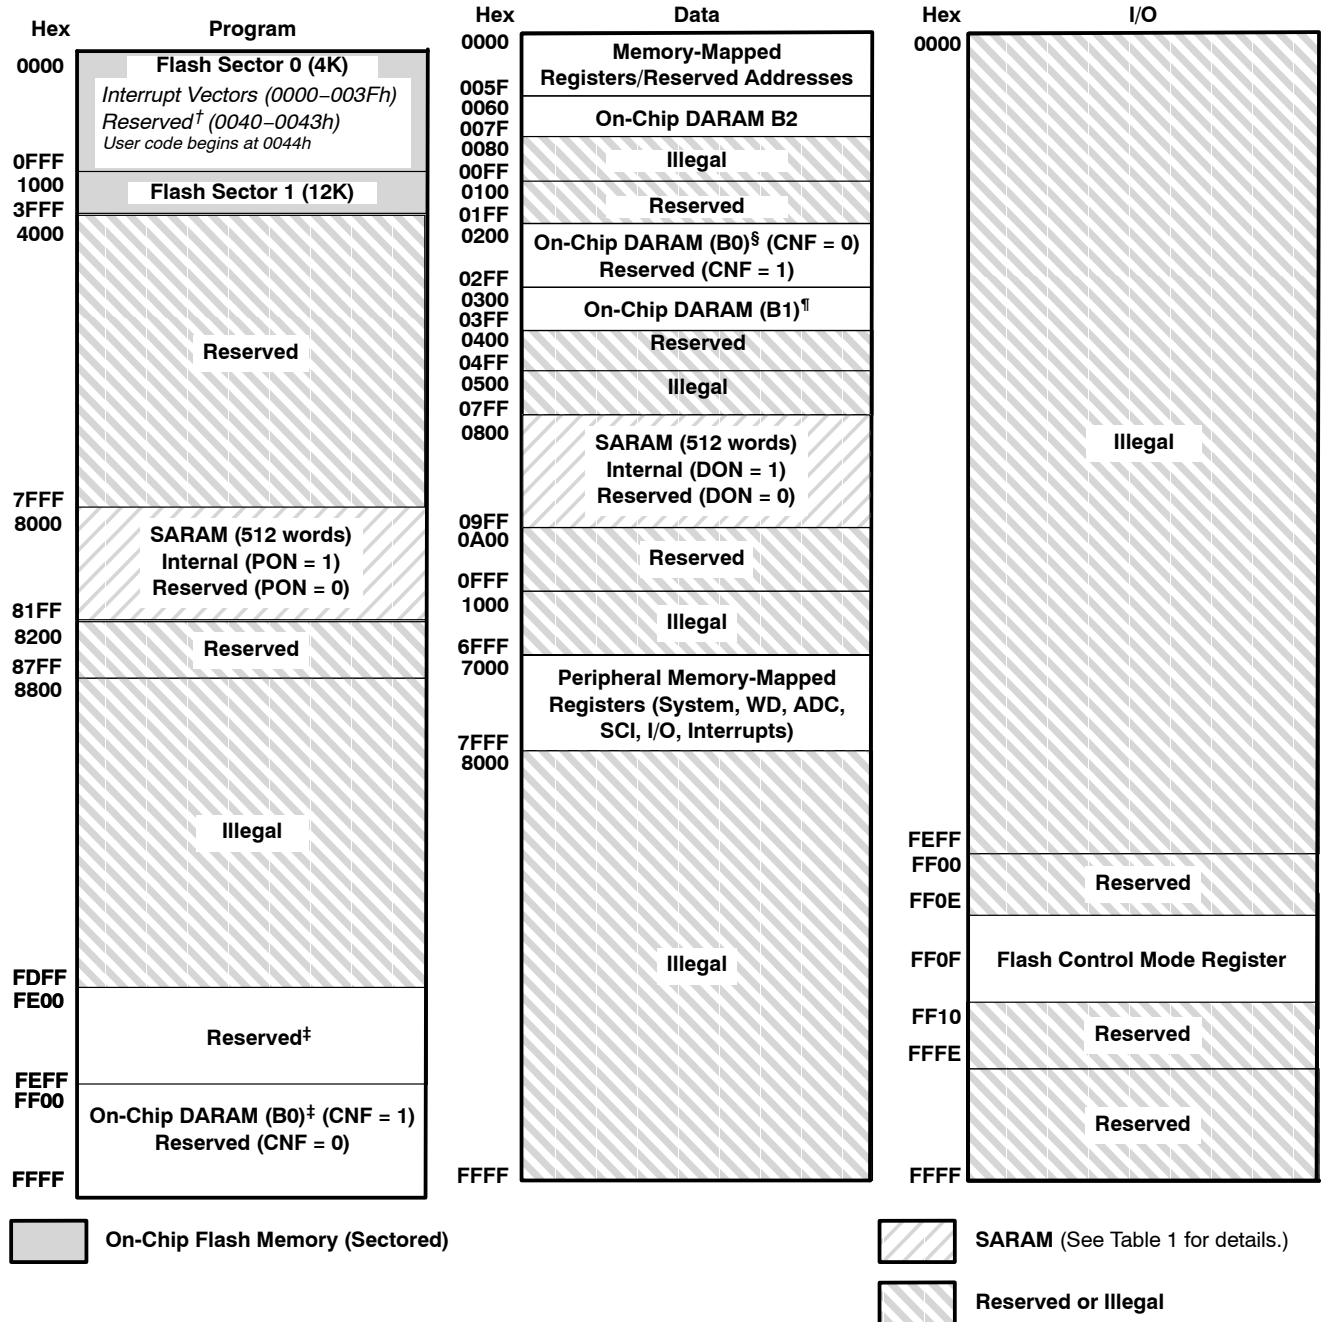 Hex Program
0000
Flash Sector 0 (4K)
Interrupt Vectors (0000–003Fh)
Reserved† (0040–0043h)
User code begins at 0044h
0FFF
1000
Flash Sector 1 (12K)
3FFF
4000
Reserved
7FFF
8000
SARAM (512 words)
Internal (PON = 1)
Reserved (PON = 0)
81FF
8200
Reserved
87FF
8800
Illegal
FDFF
FE00
Reserved‡
FEFF
FF00
On-Chip DARAM (B0)‡ (CNF = 1)
Reserved (CNF = 0)
FFFF
Hex Data
0000
Memory-Mapped
Registers/Reserved Addresses
005F
0060
On-Chip DARAM B2
007F
0080
Illegal
00FF
0100
Reserved
01FF
0200
On-Chip DARAM (B0)§ (CNF = 0)
Reserved (CNF = 1)
02FF
0300
On-Chip DARAM (B1)¶
03FF
0400
Reserved
04FF
0500
Illegal
07FF
0800
SARAM (512 words)
Internal (DON = 1)
Reserved (DON = 0)
09FF
0A00
Reserved
0FFF
1000
Illegal
6FFF
7000
Peripheral Memory-Mapped
Registers (System, WD, ADC,
SCI, I/O, Interrupts)
7FFF
8000
Illegal
FFFF
Hex I/O
0000
Illegal
FEFF
FF00
Reserved
FF0E
FF0F Flash Control Mode Register
FF10
Reserved
FFFE
Reserved
FFFF
On-Chip Flash Memory (Sectored)
SARAM (See Table 1 for details.)
Reserved or Illegal